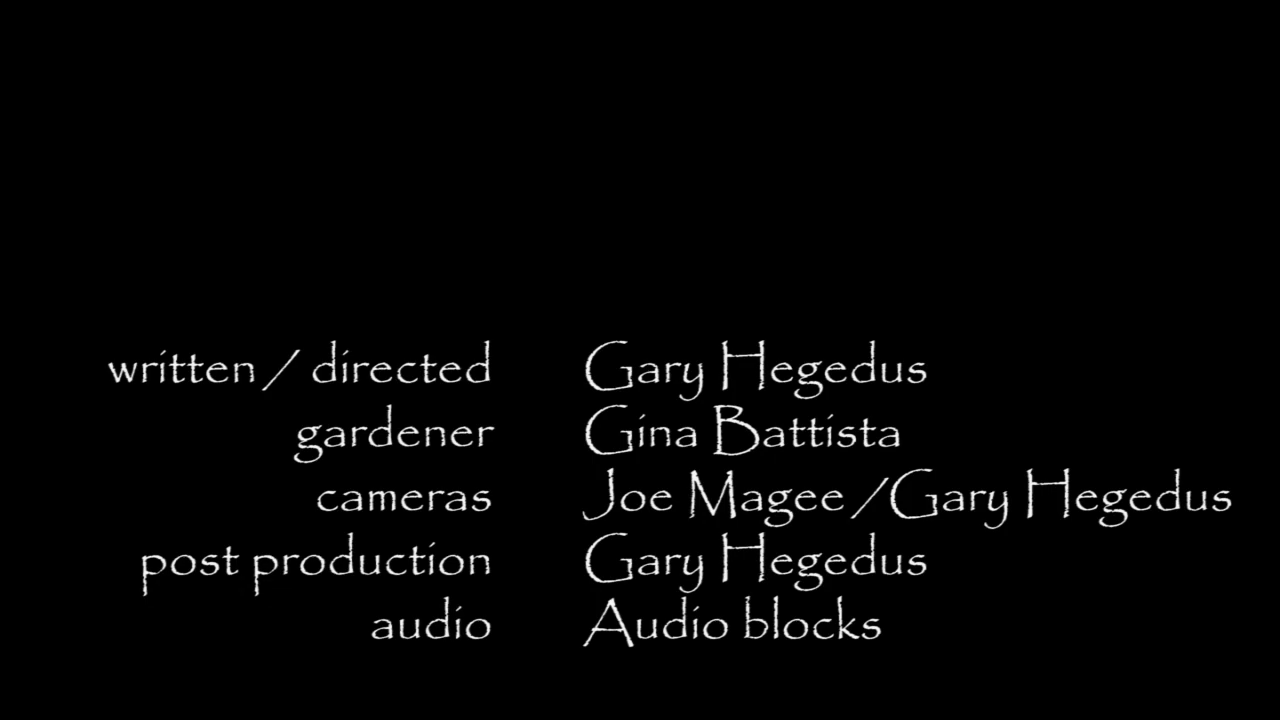 written / directed Gary Hegedus
gardener Gina Battista
cameras Joe Magee /Gary Hegedus
post production Gary Hegedus
audio Audio blocks